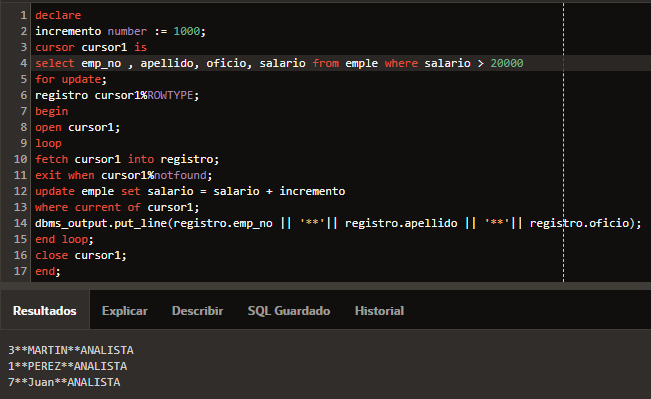 1 declare
2 incremento number := 1000;
3 cursor cursor1 is
4 select emp_no , apellido, oficio, salario from emple where salario > 20000
5 for update;
6 registro cursor1%ROWTYPE;
7 begin
8 open cursor1;
9 loop
10 fetch cursor1 into registro;
11 exit when cursor1%notfound;
12 update emple set salario = salario + incremento
13 where current of cursor1;
14 dbms_output.put_line(registro.emp_no || '**'|| registro.apellido || '**'|| registro.oficio);
15 end loop;
16 close cursor1;
17 end;
Resultados Explicar Describir SQL Guardado Historial
3**MARTIN**ANALISTA
1**PEREZ**ANALISTA
7**Juan**ANALISTA